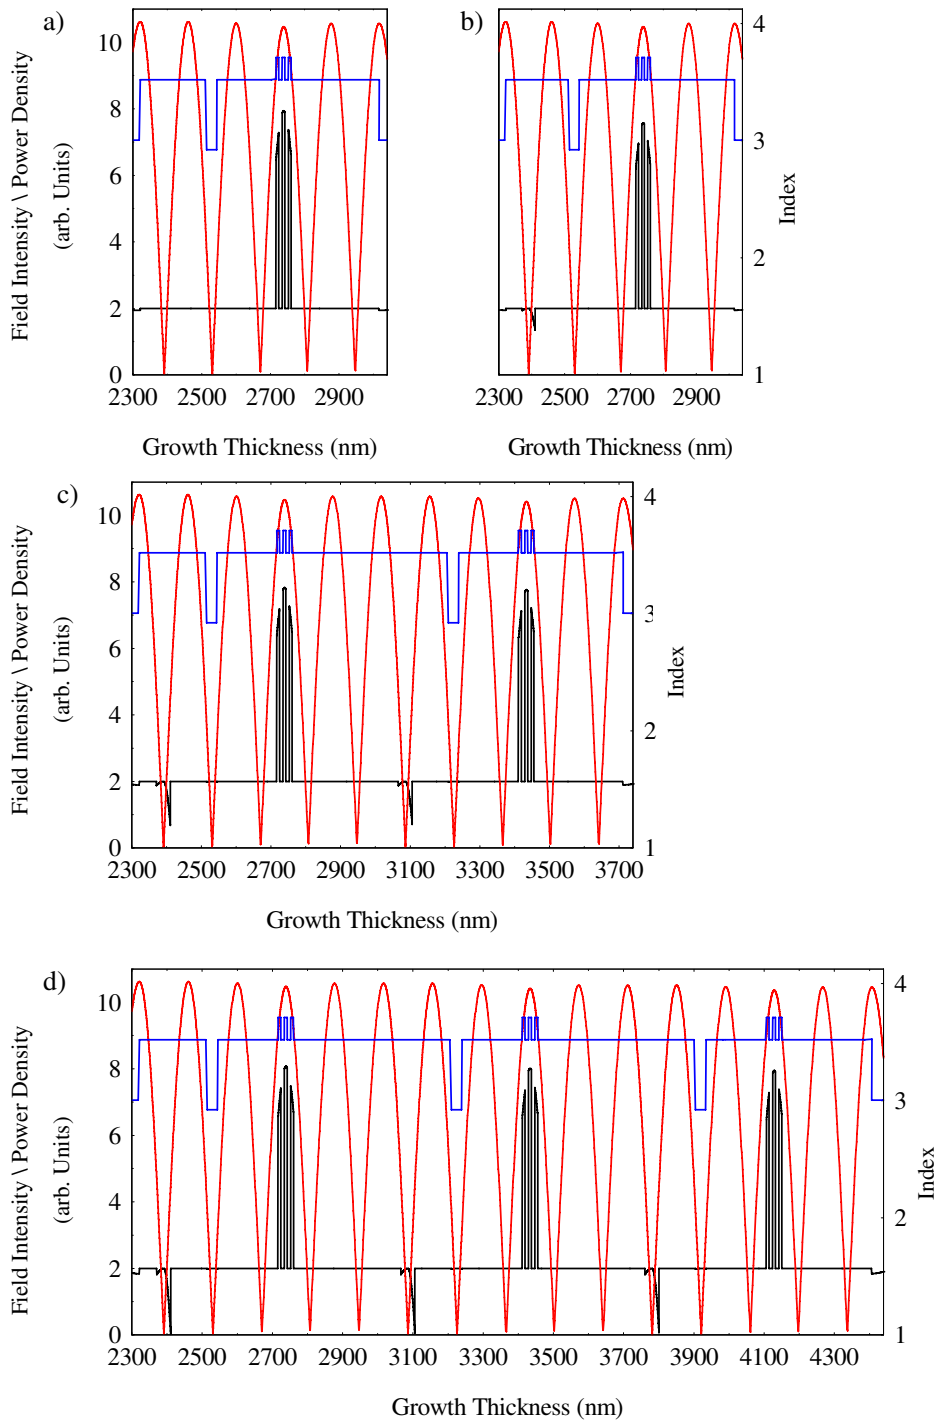 a)
Field Intensity \ Power Density
(arb. Units)
10
8
6
4
2
0
2300 2500 2700 2900
Growth Thickness (nm)
b)
4
3
2
1
Index
2300 2500 2700 2900
Growth Thickness (nm)
c)
Field Intensity \ Power Density
(arb. Units)
10
8
6
4
2
0
4
3
2
1
Index
2300 2500 2700 2900 3100 3300 3500 3700
Growth Thickness (nm)
d)
Field Intensity \ Power Density
(arb. Units)
10
8
6
4
2
0
4
3
2
1
Index
2300 2500 2700 2900 3100 3300 3500 3700 3900 4100 4300
Growth Thickness (nm)